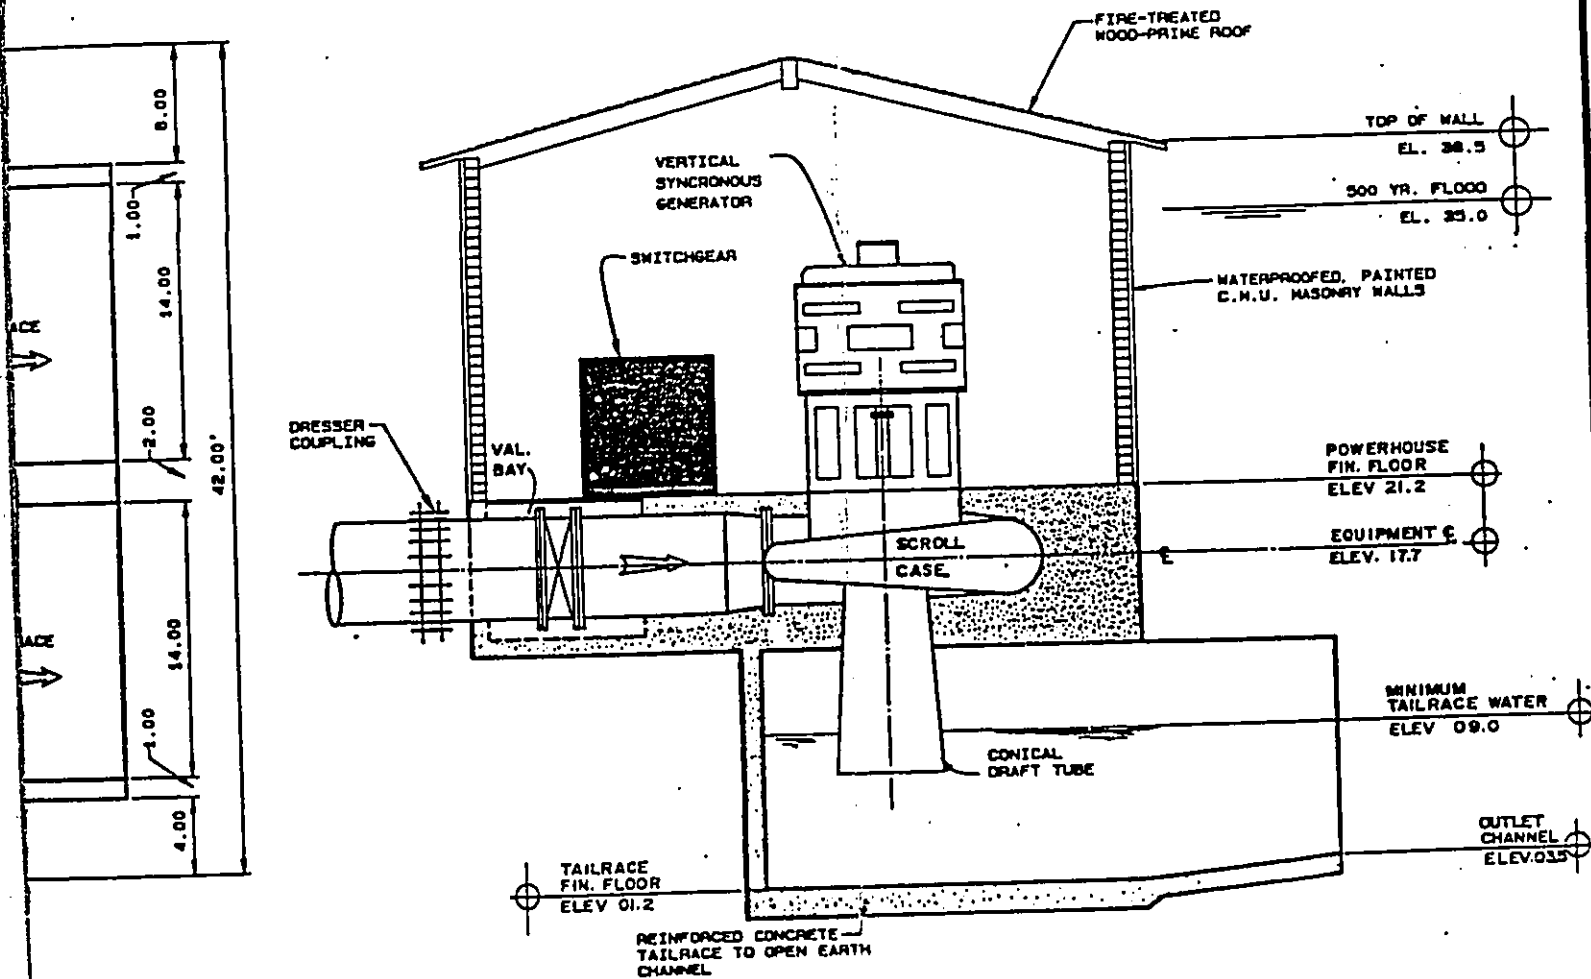 8.00
1.00
14.00
ACE
2.00
42.00'
14.00
ACE
1.00
4.00
FIRE-TREATED
WOOD-PRIME ROOF
TOP OF WALL
EL. 38.5
500 YR. FLOOD
EL. 35.0
VERTICAL
SYNCRONOUS
GENERATOR
SWITCHGEAR
WATERPROOFED, PAINTED
C.M.U. MASONRY WALLS
DRESSER
COUPLING
VAL.
BAY
POWERHOUSE
FIN. FLOOR
ELEV 21.2
SCROLL
CASE
EQUIPMENT ℄
ELEV. 17.7
℄
MINIMUM
TAILRACE WATER
ELEV 09.0
CONICAL
DRAFT TUBE
OUTLET
CHANNEL
ELEV.03.5
TAILRACE
FIN. FLOOR
ELEV 01.2
REINFORCED CONCRETE
TAILRACE TO OPEN EARTH
CHANNEL